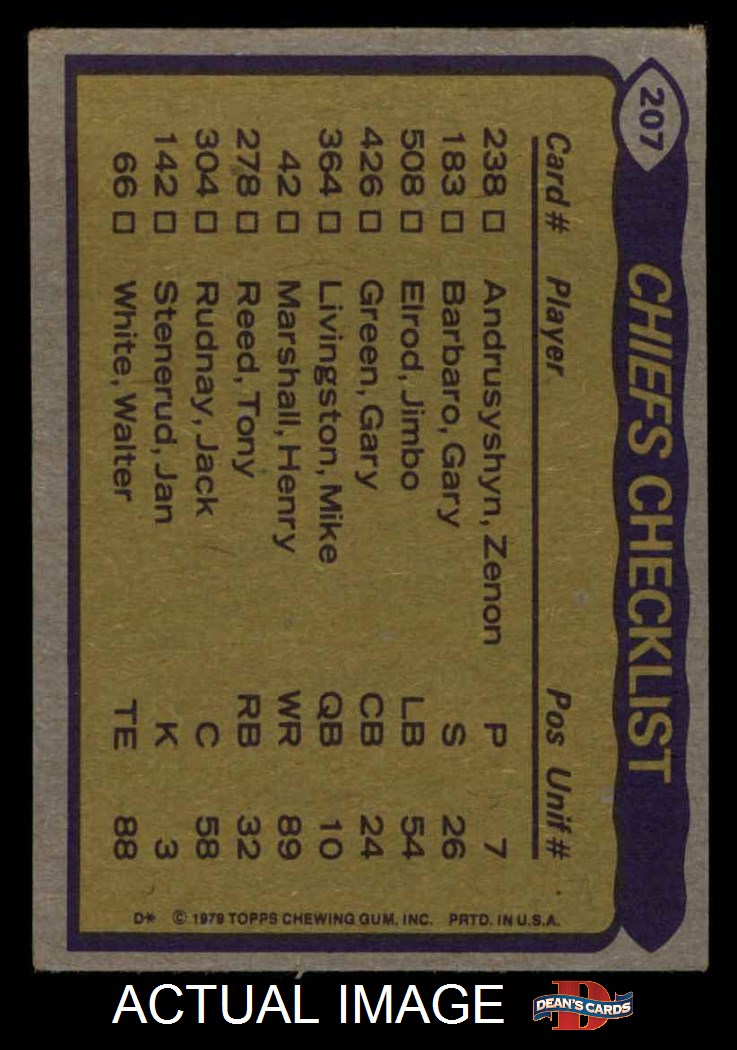 207
CHIEFS CHECKLIST
Card # Player Pos Unif #
238 □ Andrusyshyn, Zenon P 7
183 □ Barbaro, Gary S 26
508 □ Elrod, Jimbo LB 54
426 □ Green, Gary CB 24
364 □ Livingston, Mike QB 10
42 □ Marshall, Henry WR 89
278 □ Reed, Tony RB 32
304 □ Rudnay, Jack C 58
142 □ Stenerud, Jan K 3
66 □ White, Walter TE 88
D* © 1979 TOPPS CHEWING GUM, INC. PRTD. IN U.S.A.
ACTUAL IMAGE
D
DEAN'S CARDS